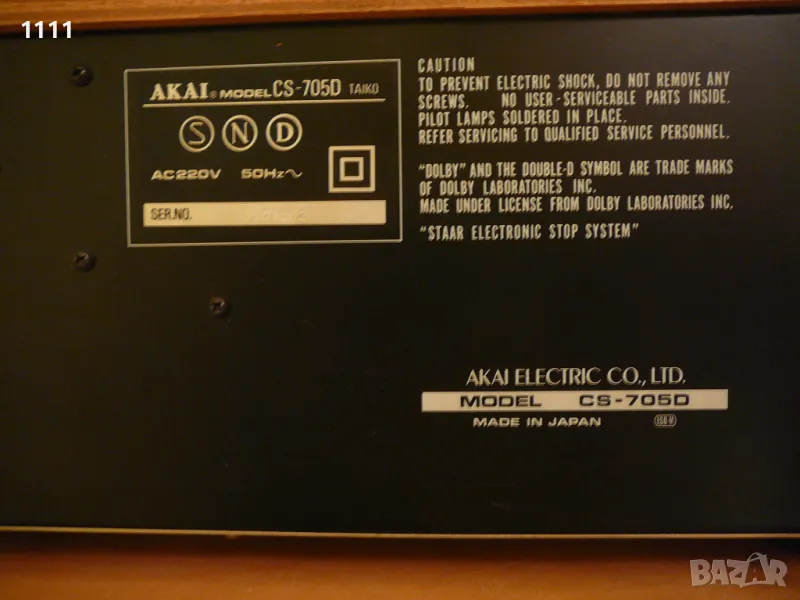 1111
AKAI® MODEL CS-705D TAIKO
S N D
AC220V 50Hz~
SER.NO.
CAUTION
TO PREVENT ELECTRIC SHOCK, DO NOT REMOVE ANY
SCREWS. NO USER-SERVICEABLE PARTS INSIDE.
PILOT LAMPS SOLDERED IN PLACE.
REFER SERVICING TO QUALIFIED SERVICE PERSONNEL.
"DOLBY" AND THE DOUBLE-D SYMBOL ARE TRADE MARKS
OF DOLBY LABORATORIES INC.
MADE UNDER LICENSE FROM DOLBY LABORATORIES INC.
"STAAR ELECTRONIC STOP SYSTEM"
AKAI ELECTRIC CO., LTD.
MODEL CS-705D
MADE IN JAPAN
BAZAR